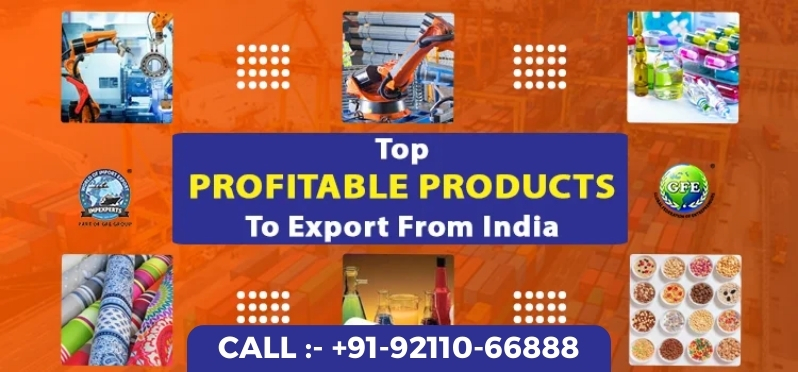 Top
PROFITABLE PRODUCTS
To Export From India
IMPEXPERTS
GFE
CALL :- +91-92110-66888